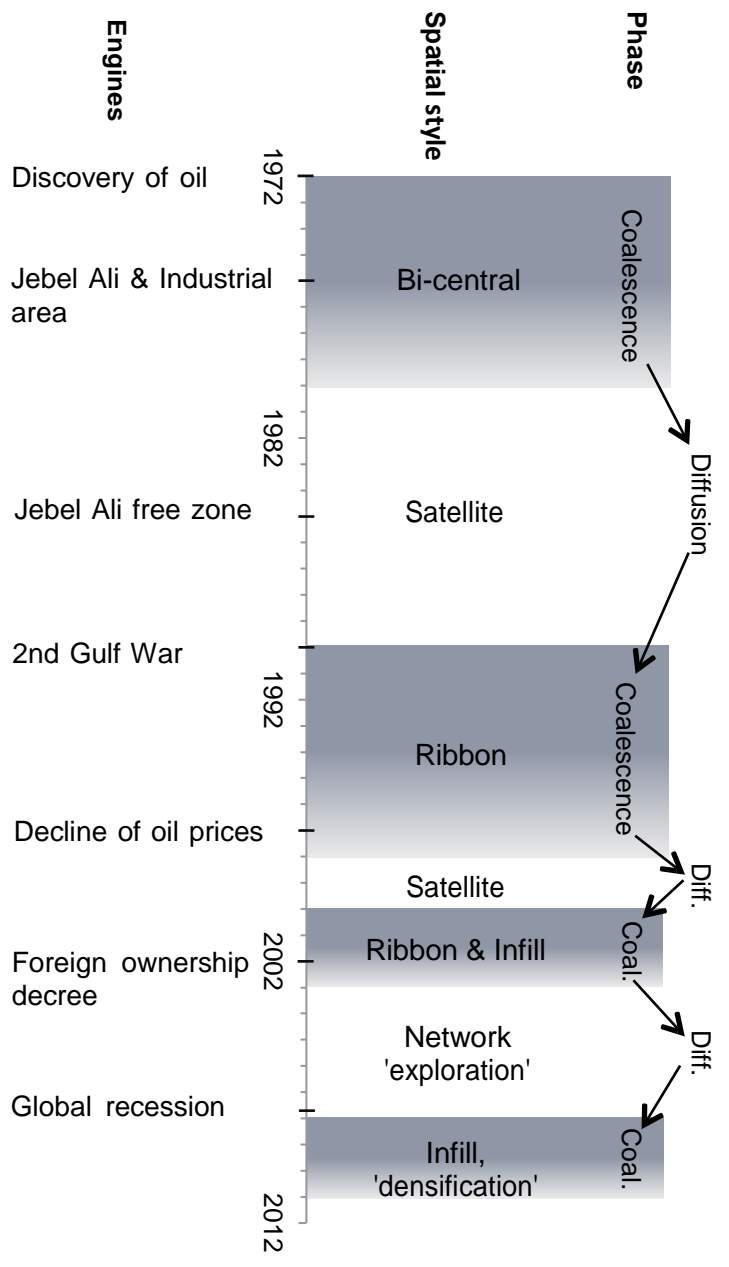 Engines
Spatial style
Phase
1972
Discovery of oil
Coalescence
Jebel Ali & Industrial
area
Bi-central
1982
Diffusion
Jebel Ali free zone
Satellite
2nd Gulf War
1992
Coalescence
Ribbon
Decline of oil prices
Satellite
Diff.
Ribbon & Infill
Coal.
2002
Foreign ownership
decree
Network
'exploration'
Diff.
Global recession
Infill,
'densification'
Coal.
2012